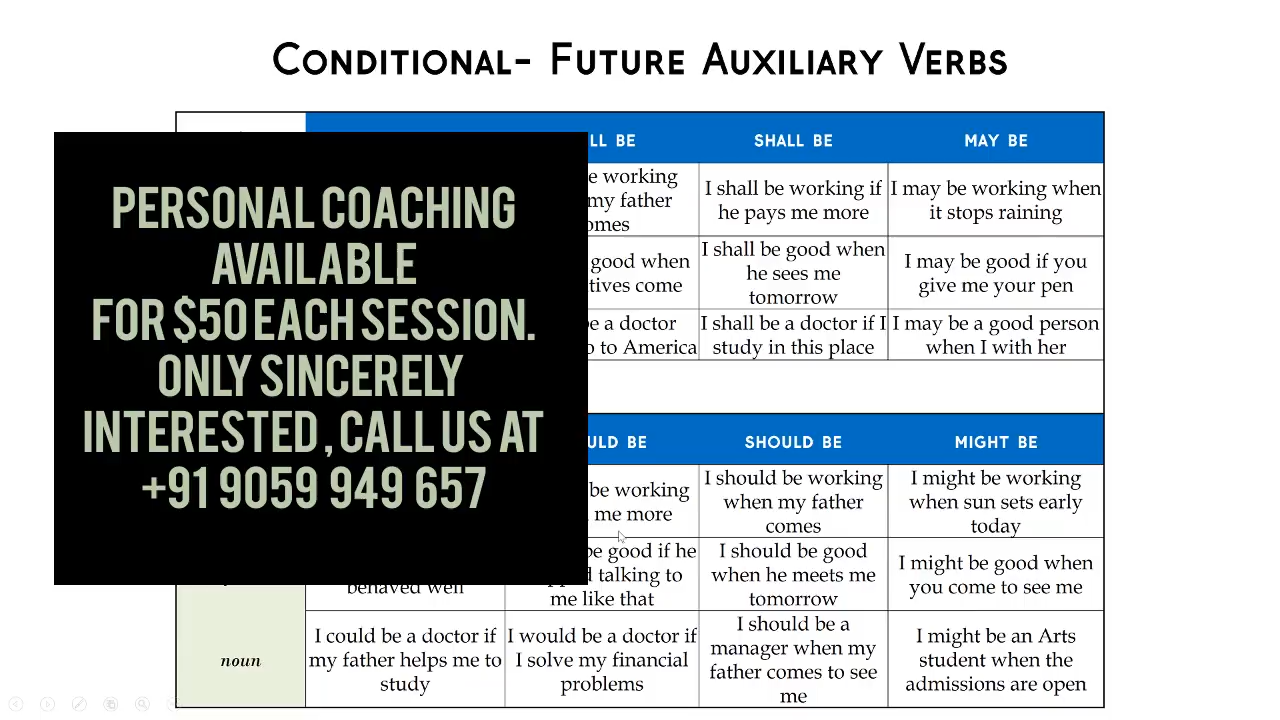 CONDITIONAL- FUTURE AUXILIARY VERBS
PERSONAL COACHING
AVAILABLE
FOR $50 EACH SESSION.
ONLY SINCERELY
INTERESTED , CALL US AT
+91 9059 949 657
BE
SHALL BE
MAY BE
working
my father
I shall be working if
he pays me more
I may be working when
it stops raining
good when
come
I shall be good when
he sees me
tomorrow
I may be good if you
give me your pen
a doctor
to America
I shall be a doctor if I
study in this place
I may be a good person
when I with her
BE
SHOULD BE
MIGHT BE
be working
me more
I should be working
when my father
comes
I might be working
when sun sets early
today
behaved well
be good if he
talking to
me like that
I should be good
when he meets me
tomorrow
I might be good when
you come to see me
noun
I could be a doctor if
my father helps me to
study
I would be a doctor if
I solve my financial
problems
I should be a
manager when my
father comes to see
me
I might be an Arts
student when the
admissions are open